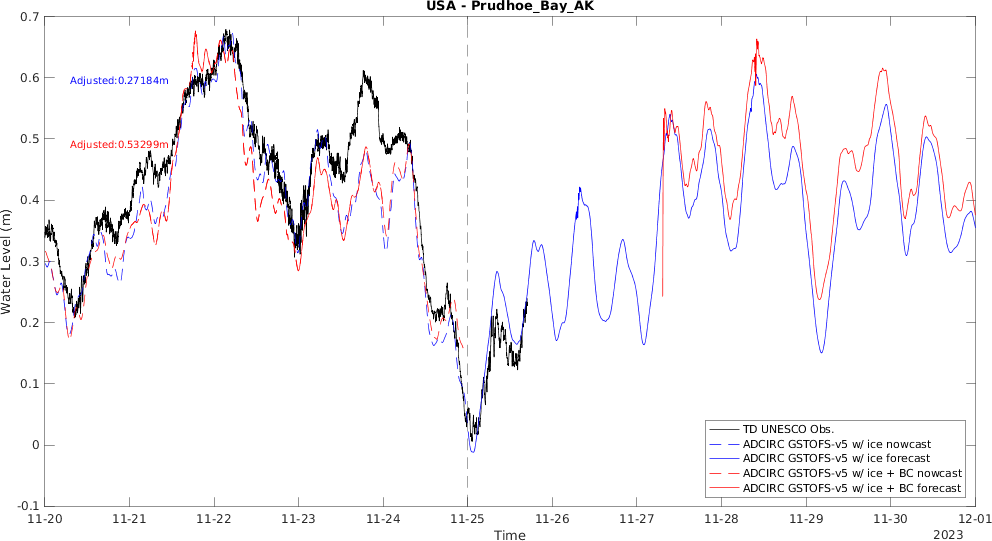 USA - Prudhoe_Bay_AK
0.7
0.6
0.5
0.4
0.3
0.2
0.1
0
-0.1
Water Level (m)
Adjusted:0.27184m
Adjusted:0.53299m
TD UNESCO Obs.
ADCIRC GSTOFS-v5 w/ ice nowcast
ADCIRC GSTOFS-v5 w/ ice forecast
ADCIRC GSTOFS-v5 w/ ice + BC nowcast
ADCIRC GSTOFS-v5 w/ ice + BC forecast
11-20 11-21 11-22 11-23 11-24 11-25 11-26 11-27 11-28 11-29 11-30 12-01
Time
2023